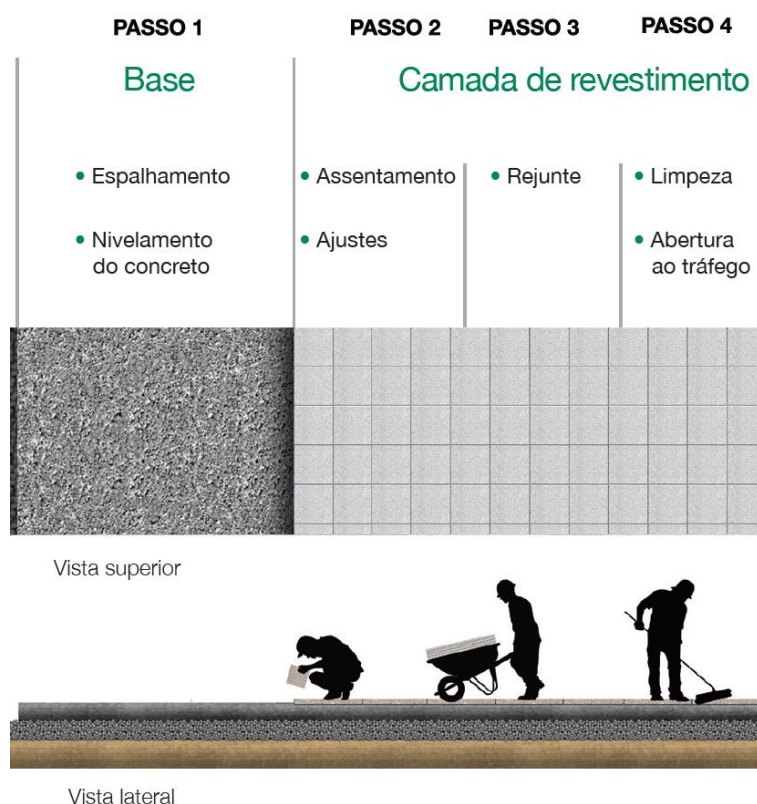 PASSO 1 PASSO 2 PASSO 3 PASSO 4
Base Camada de revestimento
• Espalhamento
• Nivelamento
do concreto
• Assentamento
• Ajustes
• Rejunte
• Limpeza
• Abertura
ao tráfego
Vista superior
Vista lateral